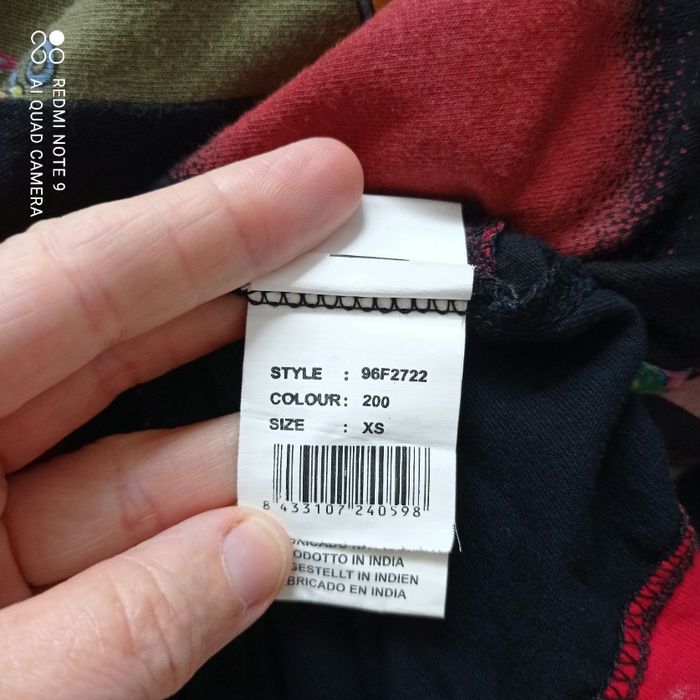 REDMI NOTE 9
AI QUAD CAMERA
STYLE : 96F2722
COLOUR: 200
SIZE : XS
8 433107 240598
ODOTTO IN INDIA
GESTELLT IN INDIEN
BRICADO EN INDIA